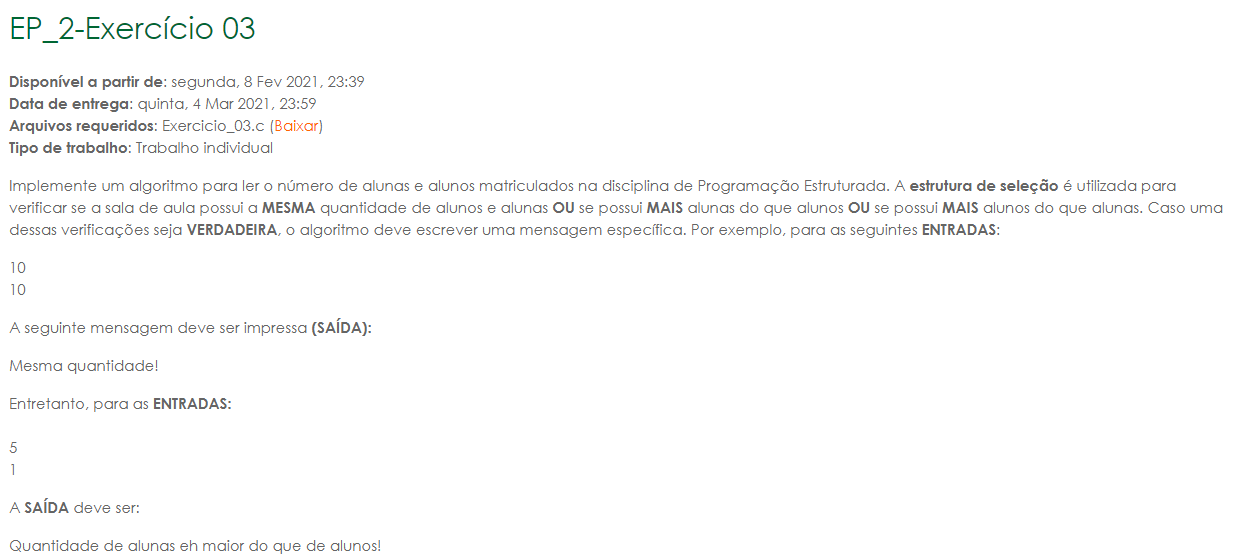 EP_2-Exercício 03
Disponível a partir de: segunda, 8 Fev 2021, 23:39
Data de entrega: quinta, 4 Mar 2021, 23:59
Arquivos requeridos: Exercicio_03.c (Baixar)
Tipo de trabalho: Trabalho individual
Implemente um algoritmo para ler o número de alunas e alunos matriculados na disciplina de Programação Estruturada. A estrutura de seleção é utilizada para
verificar se a sala de aula possui a MESMA quantidade de alunos e alunas OU se possui MAIS alunas do que alunos OU se possui MAIS alunos do que alunas. Caso uma
dessas verificações seja VERDADEIRA, o algoritmo deve escrever uma mensagem específica. Por exemplo, para as seguintes ENTRADAS:
10
10
A seguinte mensagem deve ser impressa (SAÍDA):
Mesma quantidade!
Entretanto, para as ENTRADAS:
5
1
A SAÍDA deve ser:
Quantidade de alunas eh maior do que de alunos!